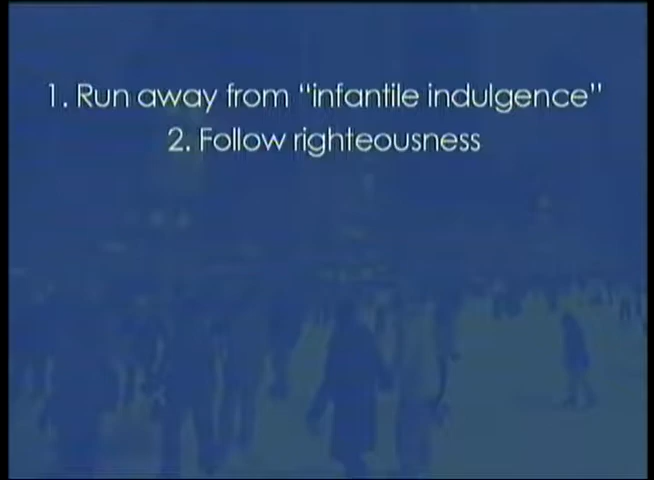 1. Run away from “infantile indulgence”
2. Follow righteousness